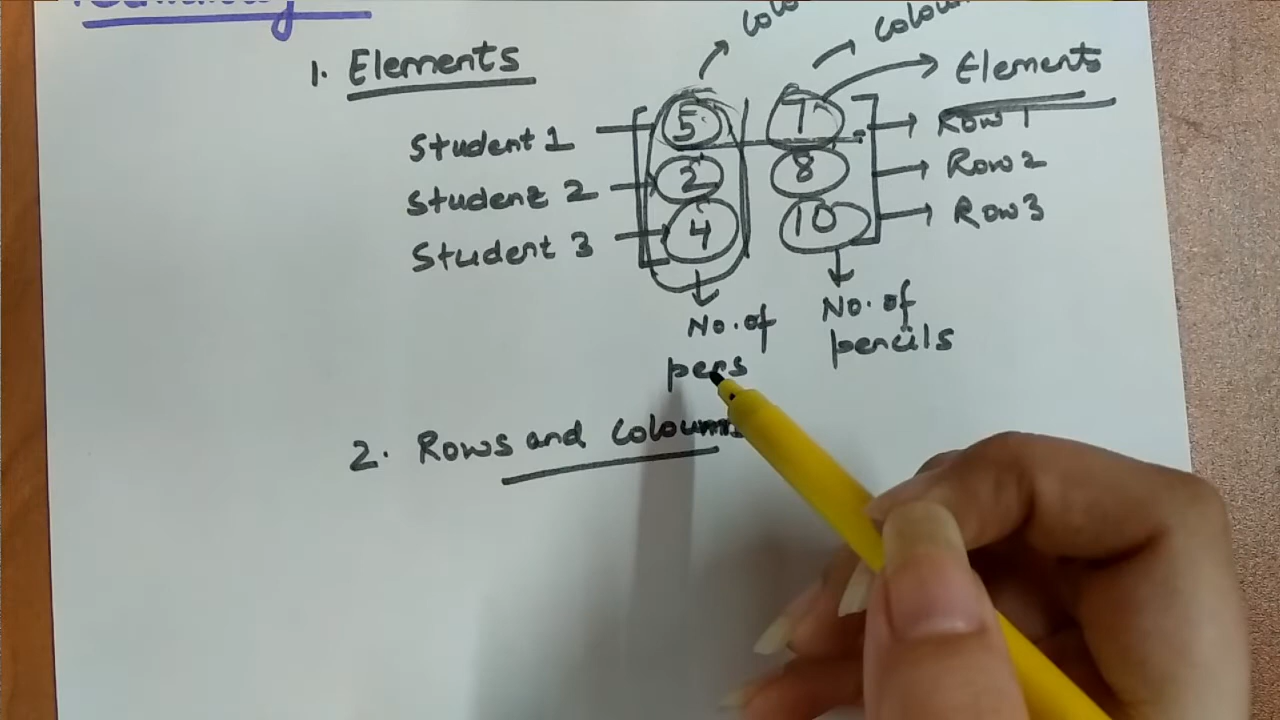 1. Elements
Elements
Student 1 5 7 Row 1
Student 2 2 8 Row 2
Student 3 4 10 Row 3
No. of
pens
No. of
pencils
2. Rows and Coloumns